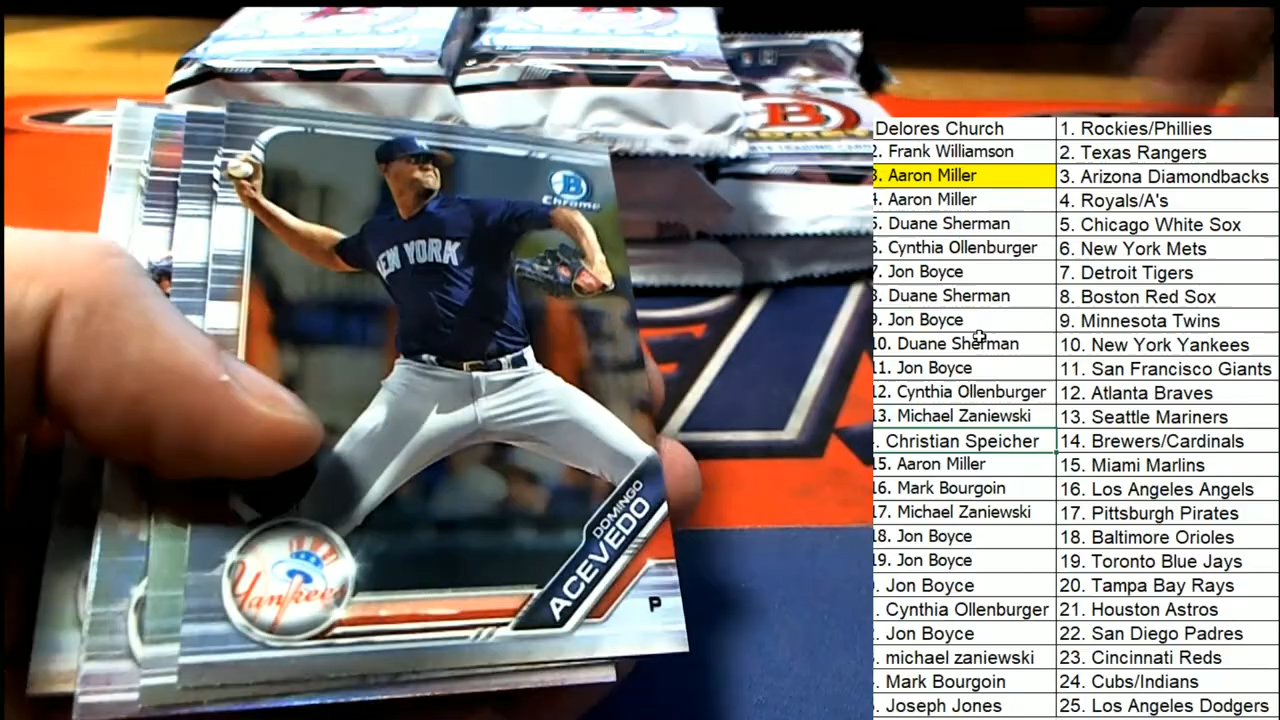 B
Chrome
NEW YORK
DOMINGO
ACEVEDO
Yankees
P
B
Delores Church 1. Rockies/Phillies
2. Frank Williamson 2. Texas Rangers
3. Aaron Miller 3. Arizona Diamondbacks
4. Aaron Miller 4. Royals/A's
5. Duane Sherman 5. Chicago White Sox
6. Cynthia Ollenburger 6. New York Mets
7. Jon Boyce 7. Detroit Tigers
8. Duane Sherman 8. Boston Red Sox
9. Jon Boyce 9. Minnesota Twins
10. Duane Sherman 10. New York Yankees
11. Jon Boyce 11. San Francisco Giants
12. Cynthia Ollenburger 12. Atlanta Braves
13. Michael Zaniewski 13. Seattle Mariners
. Christian Speicher 14. Brewers/Cardinals
15. Aaron Miller 15. Miami Marlins
16. Mark Bourgoin 16. Los Angeles Angels
17. Michael Zaniewski 17. Pittsburgh Pirates
18. Jon Boyce 18. Baltimore Orioles
19. Jon Boyce 19. Toronto Blue Jays
. Jon Boyce 20. Tampa Bay Rays
. Cynthia Ollenburger 21. Houston Astros
. Jon Boyce 22. San Diego Padres
. michael zaniewski 23. Cincinnati Reds
. Mark Bourgoin 24. Cubs/Indians
. Joseph Jones 25. Los Angeles Dodgers